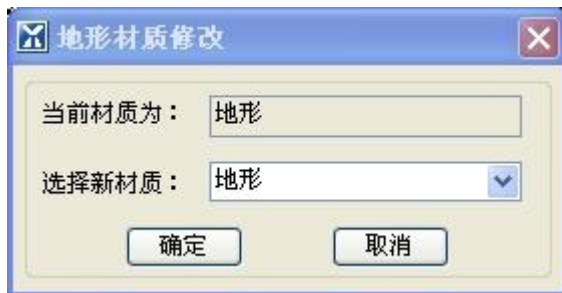 地形材质修改
当前材质为：地形
选择新材质：地形
确定 取消